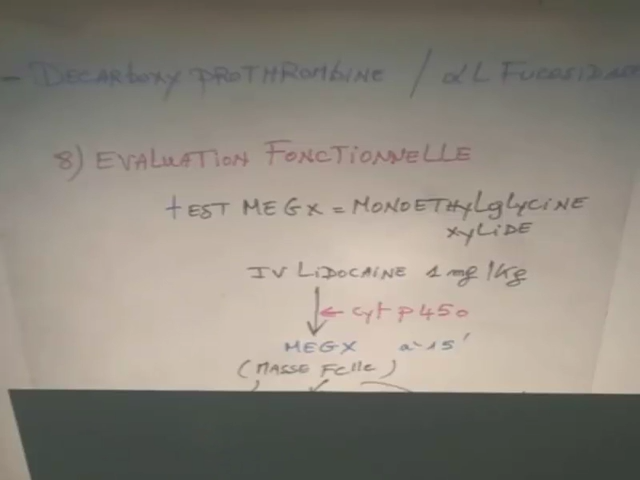 - DECARBOXY PROTHROMBINE / αL FUCOSIDASE
8) EVALUATION FONCTIONNELLE
TEST MEGX = MONOETHYLGLYCINE
XYLIDE
IV LIDOCAINE 1 mg/kg
← Cyt p450
MEGX à 15'
(MASSE FClle)